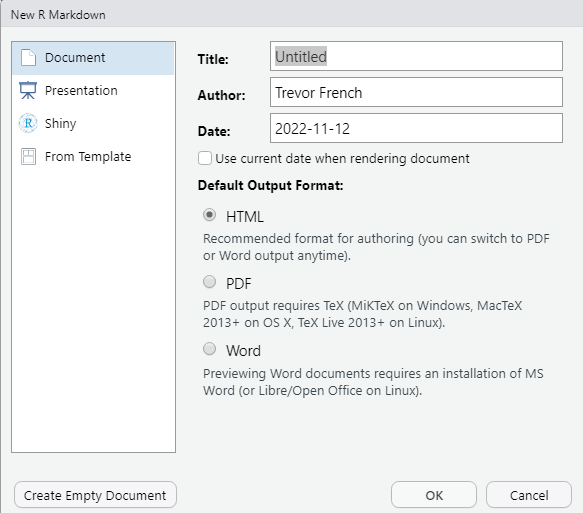 New R Markdown
Document
Presentation
Shiny
From Template
Title:
Untitled
Author:
Trevor French
Date:
2022-11-12
Use current date when rendering document
Default Output Format:
HTML
Recommended format for authoring (you can switch to PDF
or Word output anytime).
PDF
PDF output requires TeX (MiKTeX on Windows, MacTeX
2013+ on OS X, TeX Live 2013+ on Linux).
Word
Previewing Word documents requires an installation of MS
Word (or Libre/Open Office on Linux).
Create Empty Document
OK
Cancel